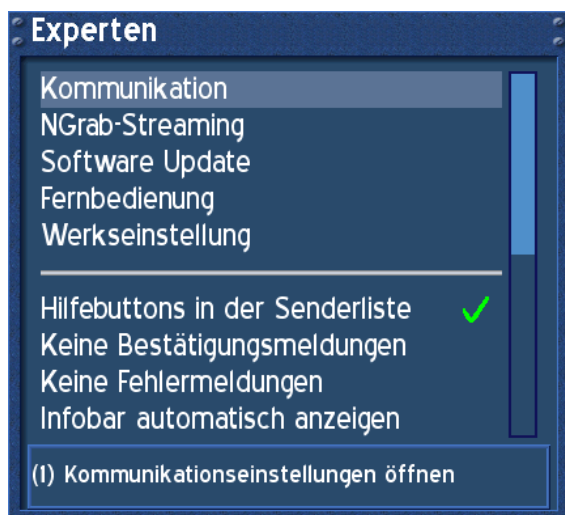 Experten
Kommunikation
NGrab-Streaming
Software Update
Fernbedienung
Werkseinstellung
Hilfebuttons in der Senderliste
Keine Bestätigungsmeldungen
Keine Fehlermeldungen
Infobar automatisch anzeigen
(1) Kommunikationseinstellungen öffnen